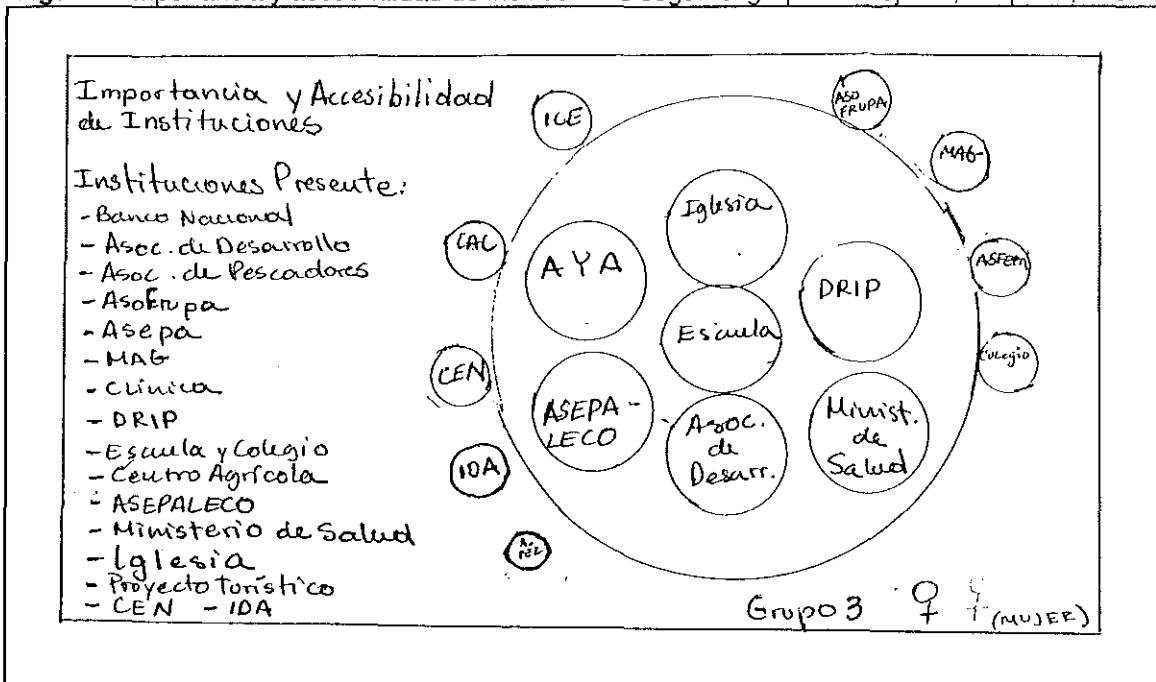 Importancia y Accesibilidad
de Instituciones
Instituciones Presente:
- Banco Nacional
- Asoc. de Desarrollo
- Asoc. de Pescadores
- Asofrupa
- Asepa
- MAG
- Clínica
- DRIP
- Escuela y Colegio
- Centro Agrícola
- ASEPALECO
- Ministerio de Salud
- Iglesia
- Proyecto Turístico
- CEN - IDA
ICE
ASO
FRUPA
MAG
CAC
Iglesia
AYA
DRIP
ASFEM
Escuela
Colegio
CEN
ASEPA-
LECO
Asoc.
de
Desarr.
Minist.
de
Salud
IDA
Grupo 3 ♀ (MUJER)